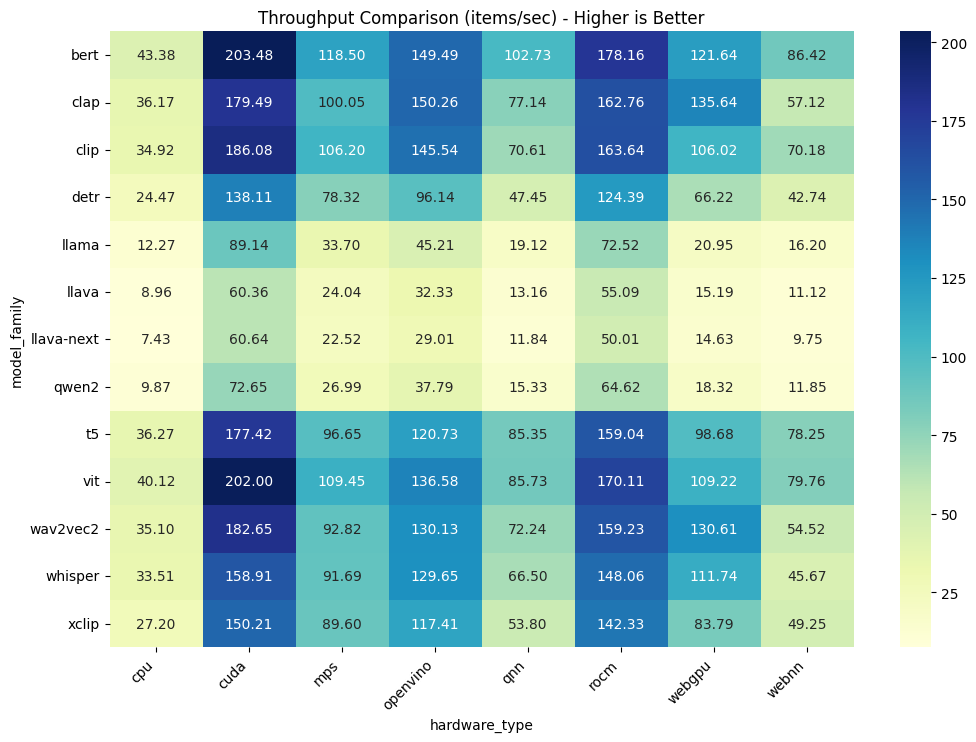 Throughput Comparison (items/sec) - Higher is Better
model_family
bert 43.38 203.48 118.50 149.49 102.73 178.16 121.64 86.42
clap 36.17 179.49 100.05 150.26 77.14 162.76 135.64 57.12
clip 34.92 186.08 106.20 145.54 70.61 163.64 106.02 70.18
detr 24.47 138.11 78.32 96.14 47.45 124.39 66.22 42.74
llama 12.27 89.14 33.70 45.21 19.12 72.52 20.95 16.20
llava 8.96 60.36 24.04 32.33 13.16 55.09 15.19 11.12
llava-next 7.43 60.64 22.52 29.01 11.84 50.01 14.63 9.75
qwen2 9.87 72.65 26.99 37.79 15.33 64.62 18.32 11.85
t5 36.27 177.42 96.65 120.73 85.35 159.04 98.68 78.25
vit 40.12 202.00 109.45 136.58 85.73 170.11 109.22 79.76
wav2vec2 35.10 182.65 92.82 130.13 72.24 159.23 130.61 54.52
whisper 33.51 158.91 91.69 129.65 66.50 148.06 111.74 45.67
xclip 27.20 150.21 89.60 117.41 53.80 142.33 83.79 49.25
cpu cuda mps openvino qnn rocm webgpu webnn
hardware_type
200
175
150
125
100
75
50
25